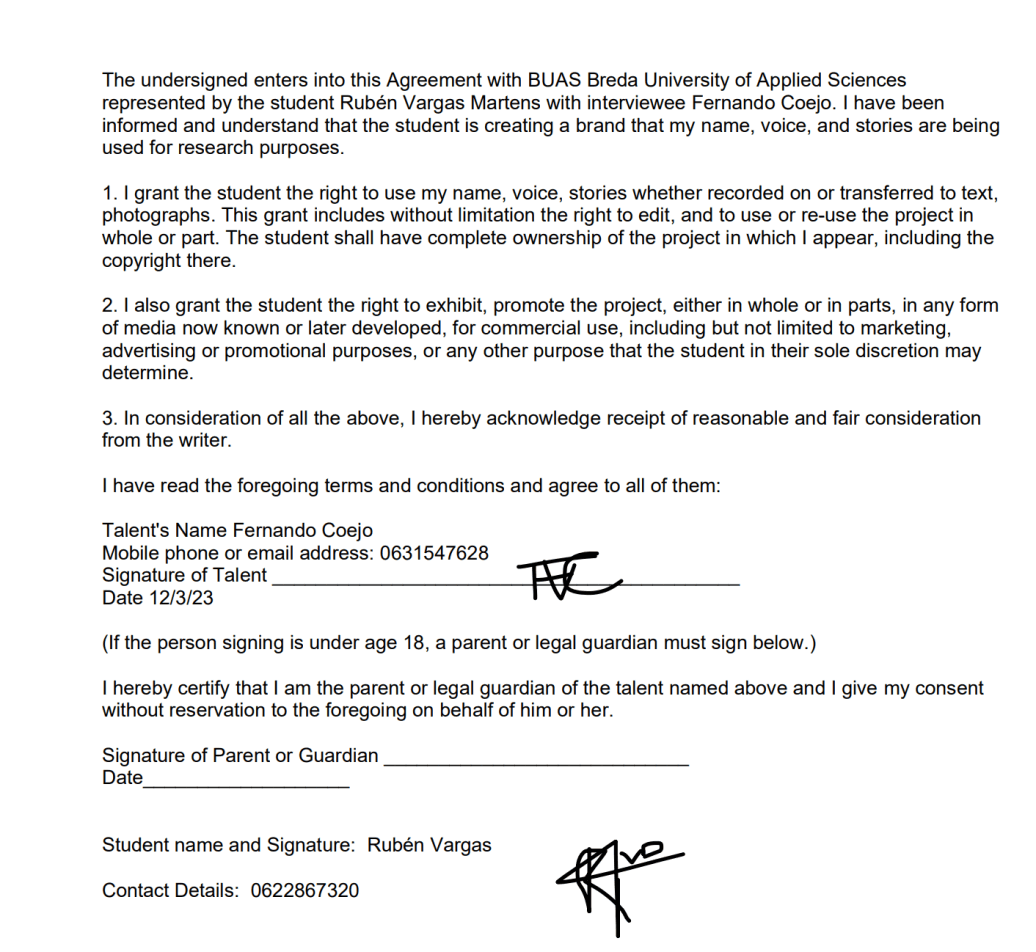 The undersigned enters into this Agreement with BUAS Breda University of Applied Sciences
represented by the student Rubén Vargas Martens with interviewee Fernando Coejo. I have been
informed and understand that the student is creating a brand that my name, voice, and stories are being
used for research purposes.
1. I grant the student the right to use my name, voice, stories whether recorded on or transferred to text,
photographs. This grant includes without limitation the right to edit, and to use or re-use the project in
whole or part. The student shall have complete ownership of the project in which I appear, including the
copyright there.
2. I also grant the student the right to exhibit, promote the project, either in whole or in parts, in any form
of media now known or later developed, for commercial use, including but not limited to marketing,
advertising or promotional purposes, or any other purpose that the student in their sole discretion may
determine.
3. In consideration of all the above, I hereby acknowledge receipt of reasonable and fair consideration
from the writer.
I have read the foregoing terms and conditions and agree to all of them:
Talent's Name Fernando Coejo
Mobile phone or email address: 0631547628
Signature of Talent
Date 12/3/23
(If the person signing is under age 18, a parent or legal guardian must sign below.)
I hereby certify that I am the parent or legal guardian of the talent named above and I give my consent
without reservation to the foregoing on behalf of him or her.
Signature of Parent or Guardian
Date
Student name and Signature: Rubén Vargas
Contact Details: 0622867320